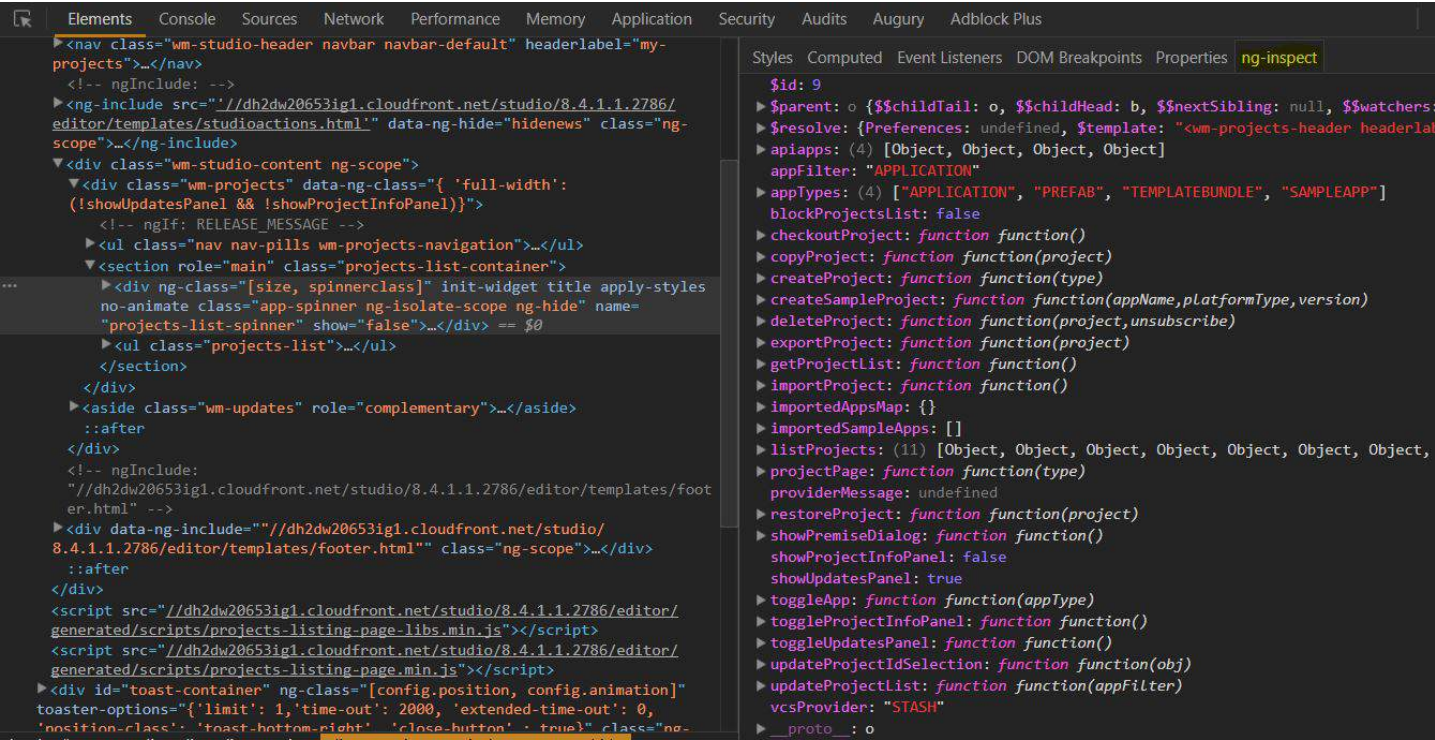 Elements Console Sources Network Performance Memory Application Security Audits Augury Adblock Plus
<nav class="wm-studio-header navbar navbar-default" headerlabel="my-
projects">…</nav>
<!-- ngInclude: -->
<ng-include src="'//dh2dw20653ig1.cloudfront.net/studio/8.4.1.1.2786/
editor/templates/studioactions.html'" data-ng-hide="hidenews" class="ng-
scope">…</ng-include>
<div class="wm-studio-content ng-scope">
<div class="wm-projects" data-ng-class="{ 'full-width':
(!showUpdatesPanel && !showProjectInfoPanel)}">
<!-- ngIf: RELEASE_MESSAGE -->
<ul class="nav nav-pills wm-projects-navigation">…</ul>
<section role="main" class="projects-list-container">
<div ng-class="[size, spinnerclass]" init-widget title apply-styles
no-animate class="app-spinner ng-isolate-scope ng-hide" name=
"projects-list-spinner" show="false">…</div> == $0
<ul class="projects-list">…</ul>
</section>
</div>
<aside class="wm-updates" role="complementary">…</aside>
::after
</div>
<!-- ngInclude:
"//dh2dw20653ig1.cloudfront.net/studio/8.4.1.1.2786/editor/templates/foot
er.html" -->
<div data-ng-include=""//dh2dw20653ig1.cloudfront.net/studio/
8.4.1.1.2786/editor/templates/footer.html"" class="ng-scope">…</div>
::after
</div>
<script src="//dh2dw20653ig1.cloudfront.net/studio/8.4.1.1.2786/editor/
generated/scripts/projects-listing-page-libs.min.js"></script>
<script src="//dh2dw20653ig1.cloudfront.net/studio/8.4.1.1.2786/editor/
generated/scripts/projects-listing-page.min.js"></script>
<div id="toast-container" ng-class="[config.position, config.animation]"
toaster-options="{'limit': 1,'time-out': 2000, 'extended-time-out': 0,
'position-class': 'toast-bottom-right', 'close-button' : true}" class="ng-
Styles Computed Event Listeners DOM Breakpoints Properties ng-inspect
$id: 9
$parent: o {$$childTail: o, $$childHead: b, $$nextSibling: null, $$watchers:
$resolve: {Preferences: undefined, $template: "<wm-projects-header headerlab
apiapps: (4) [Object, Object, Object, Object]
appFilter: "APPLICATION"
appTypes: (4) ["APPLICATION", "PREFAB", "TEMPLATEBUNDLE", "SAMPLEAPP"]
blockProjectsList: false
checkoutProject: function function()
copyProject: function function(project)
createProject: function function(type)
createSampleProject: function function(appName,platformType,version)
deleteProject: function function(project,unsubscribe)
exportProject: function function(project)
getProjectList: function function()
importProject: function function()
importedAppsMap: {}
importedSampleApps: []
listProjects: (11) [Object, Object, Object, Object, Object, Object, Object,
projectPage: function function(type)
providerMessage: undefined
restoreProject: function function(project)
showPremiseDialog: function function()
showProjectInfoPanel: false
showUpdatesPanel: true
toggleApp: function function(appType)
toggleProjectInfoPanel: function function()
toggleUpdatesPanel: function function()
updateProjectIdSelection: function function(obj)
updateProjectList: function function(appFilter)
vcsProvider: "STASH"
__proto__: o